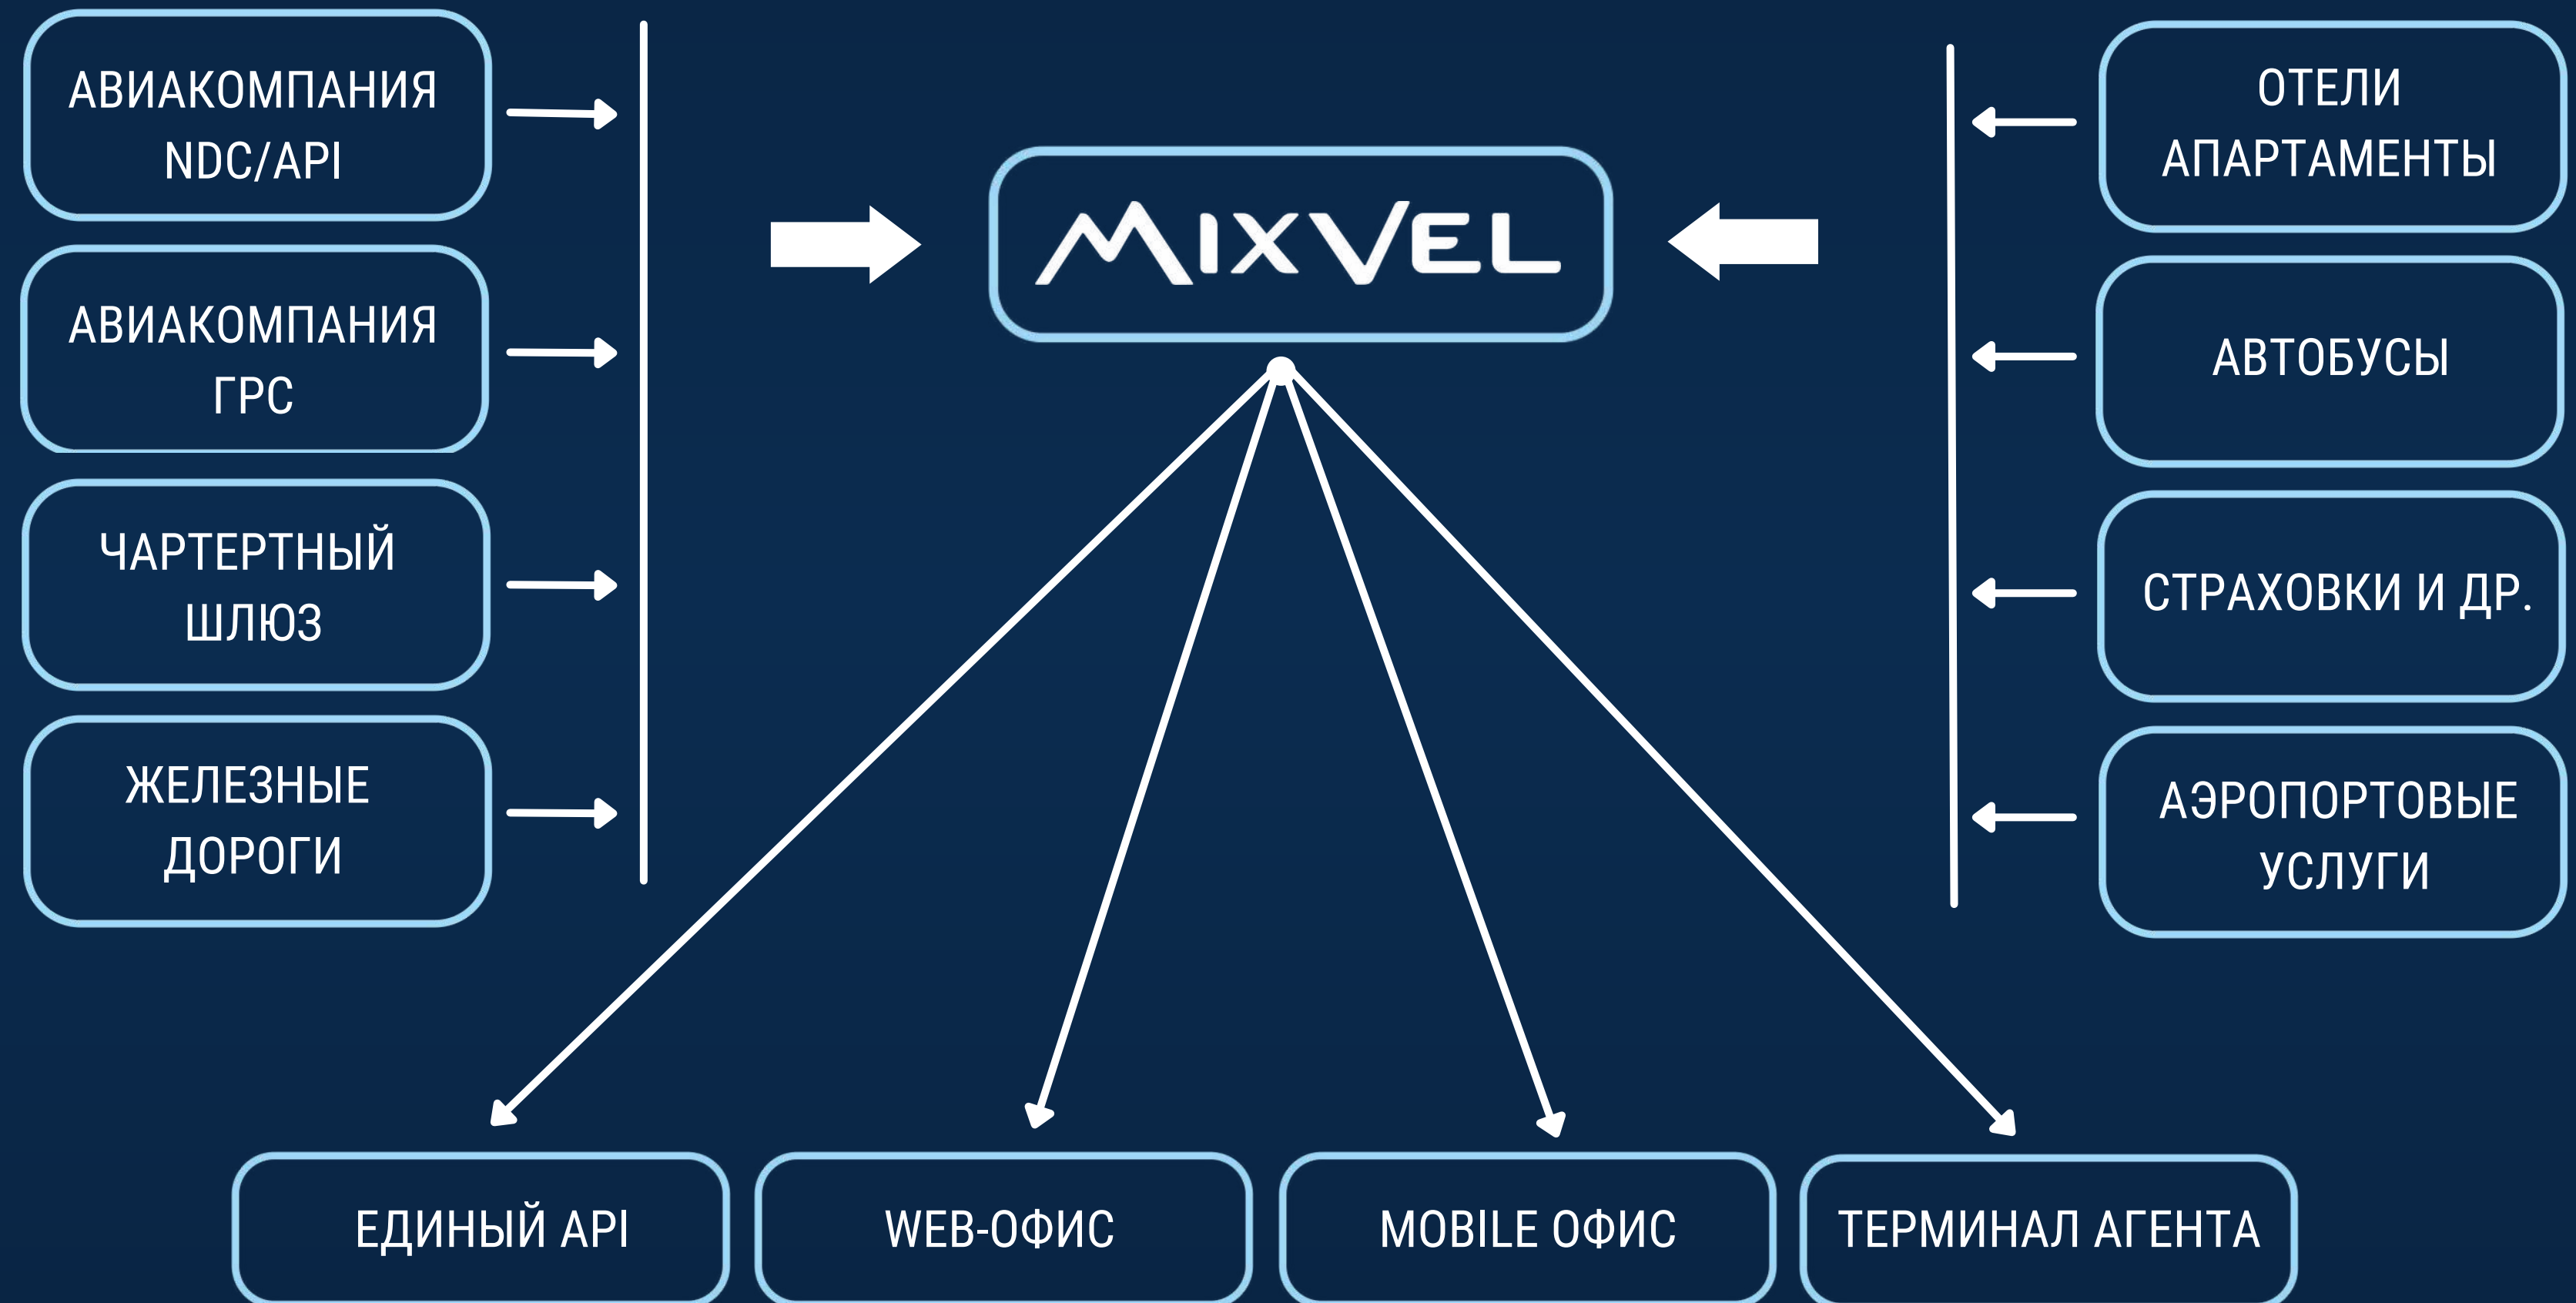 АВИАКОМПАНИЯ
NDC/API
АВИАКОМПАНИЯ
ГРС
ЧАРТЕРТНЫЙ
ШЛЮЗ
ЖЕЛЕЗНЫЕ
ДОРОГИ
MIXVEL
ОТЕЛИ
АПАРТАМЕНТЫ
АВТОБУСЫ
СТРАХОВКИ И ДР.
АЭРОПОРТОВЫЕ
УСЛУГИ
ЕДИНЫЙ API
WEB-ОФИС
MOBILE ОФИС
ТЕРМИНАЛ АГЕНТА